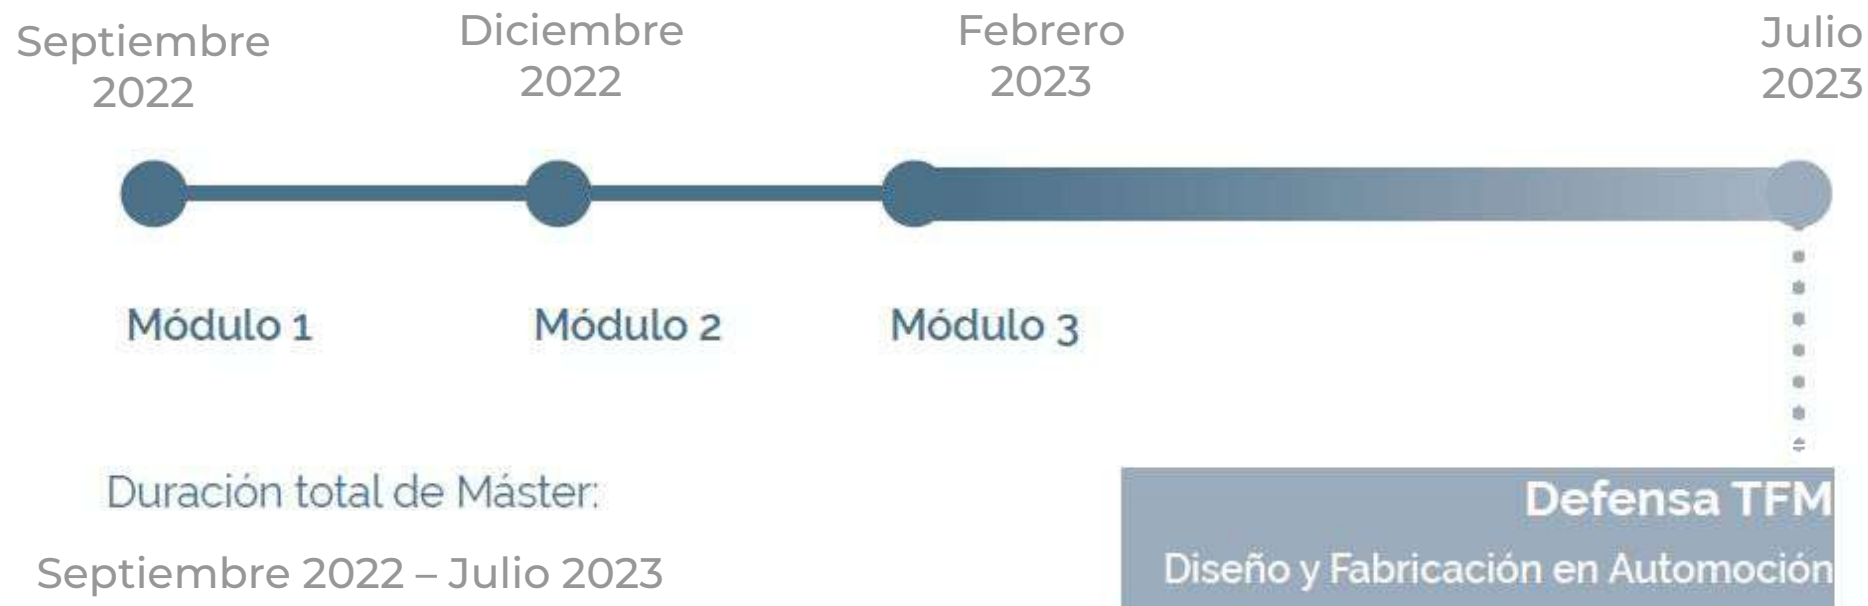 Septiembre
2022
Diciembre
2022
Febrero
2023
Julio
2023
Módulo 1
Módulo 2
Módulo 3
Duración total de Máster:
Septiembre 2022 – Julio 2023
Defensa TFM
Diseño y Fabricación en Automoción